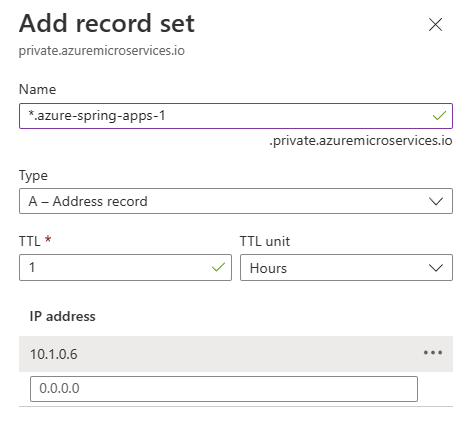 Add record set
private.azuremicroservices.io
Name
*.azure-spring-apps-1
.private.azuremicroservices.io
Type
A – Address record
TTL * TTL unit
1 Hours
IP address
10.1.0.6
0.0.0.0